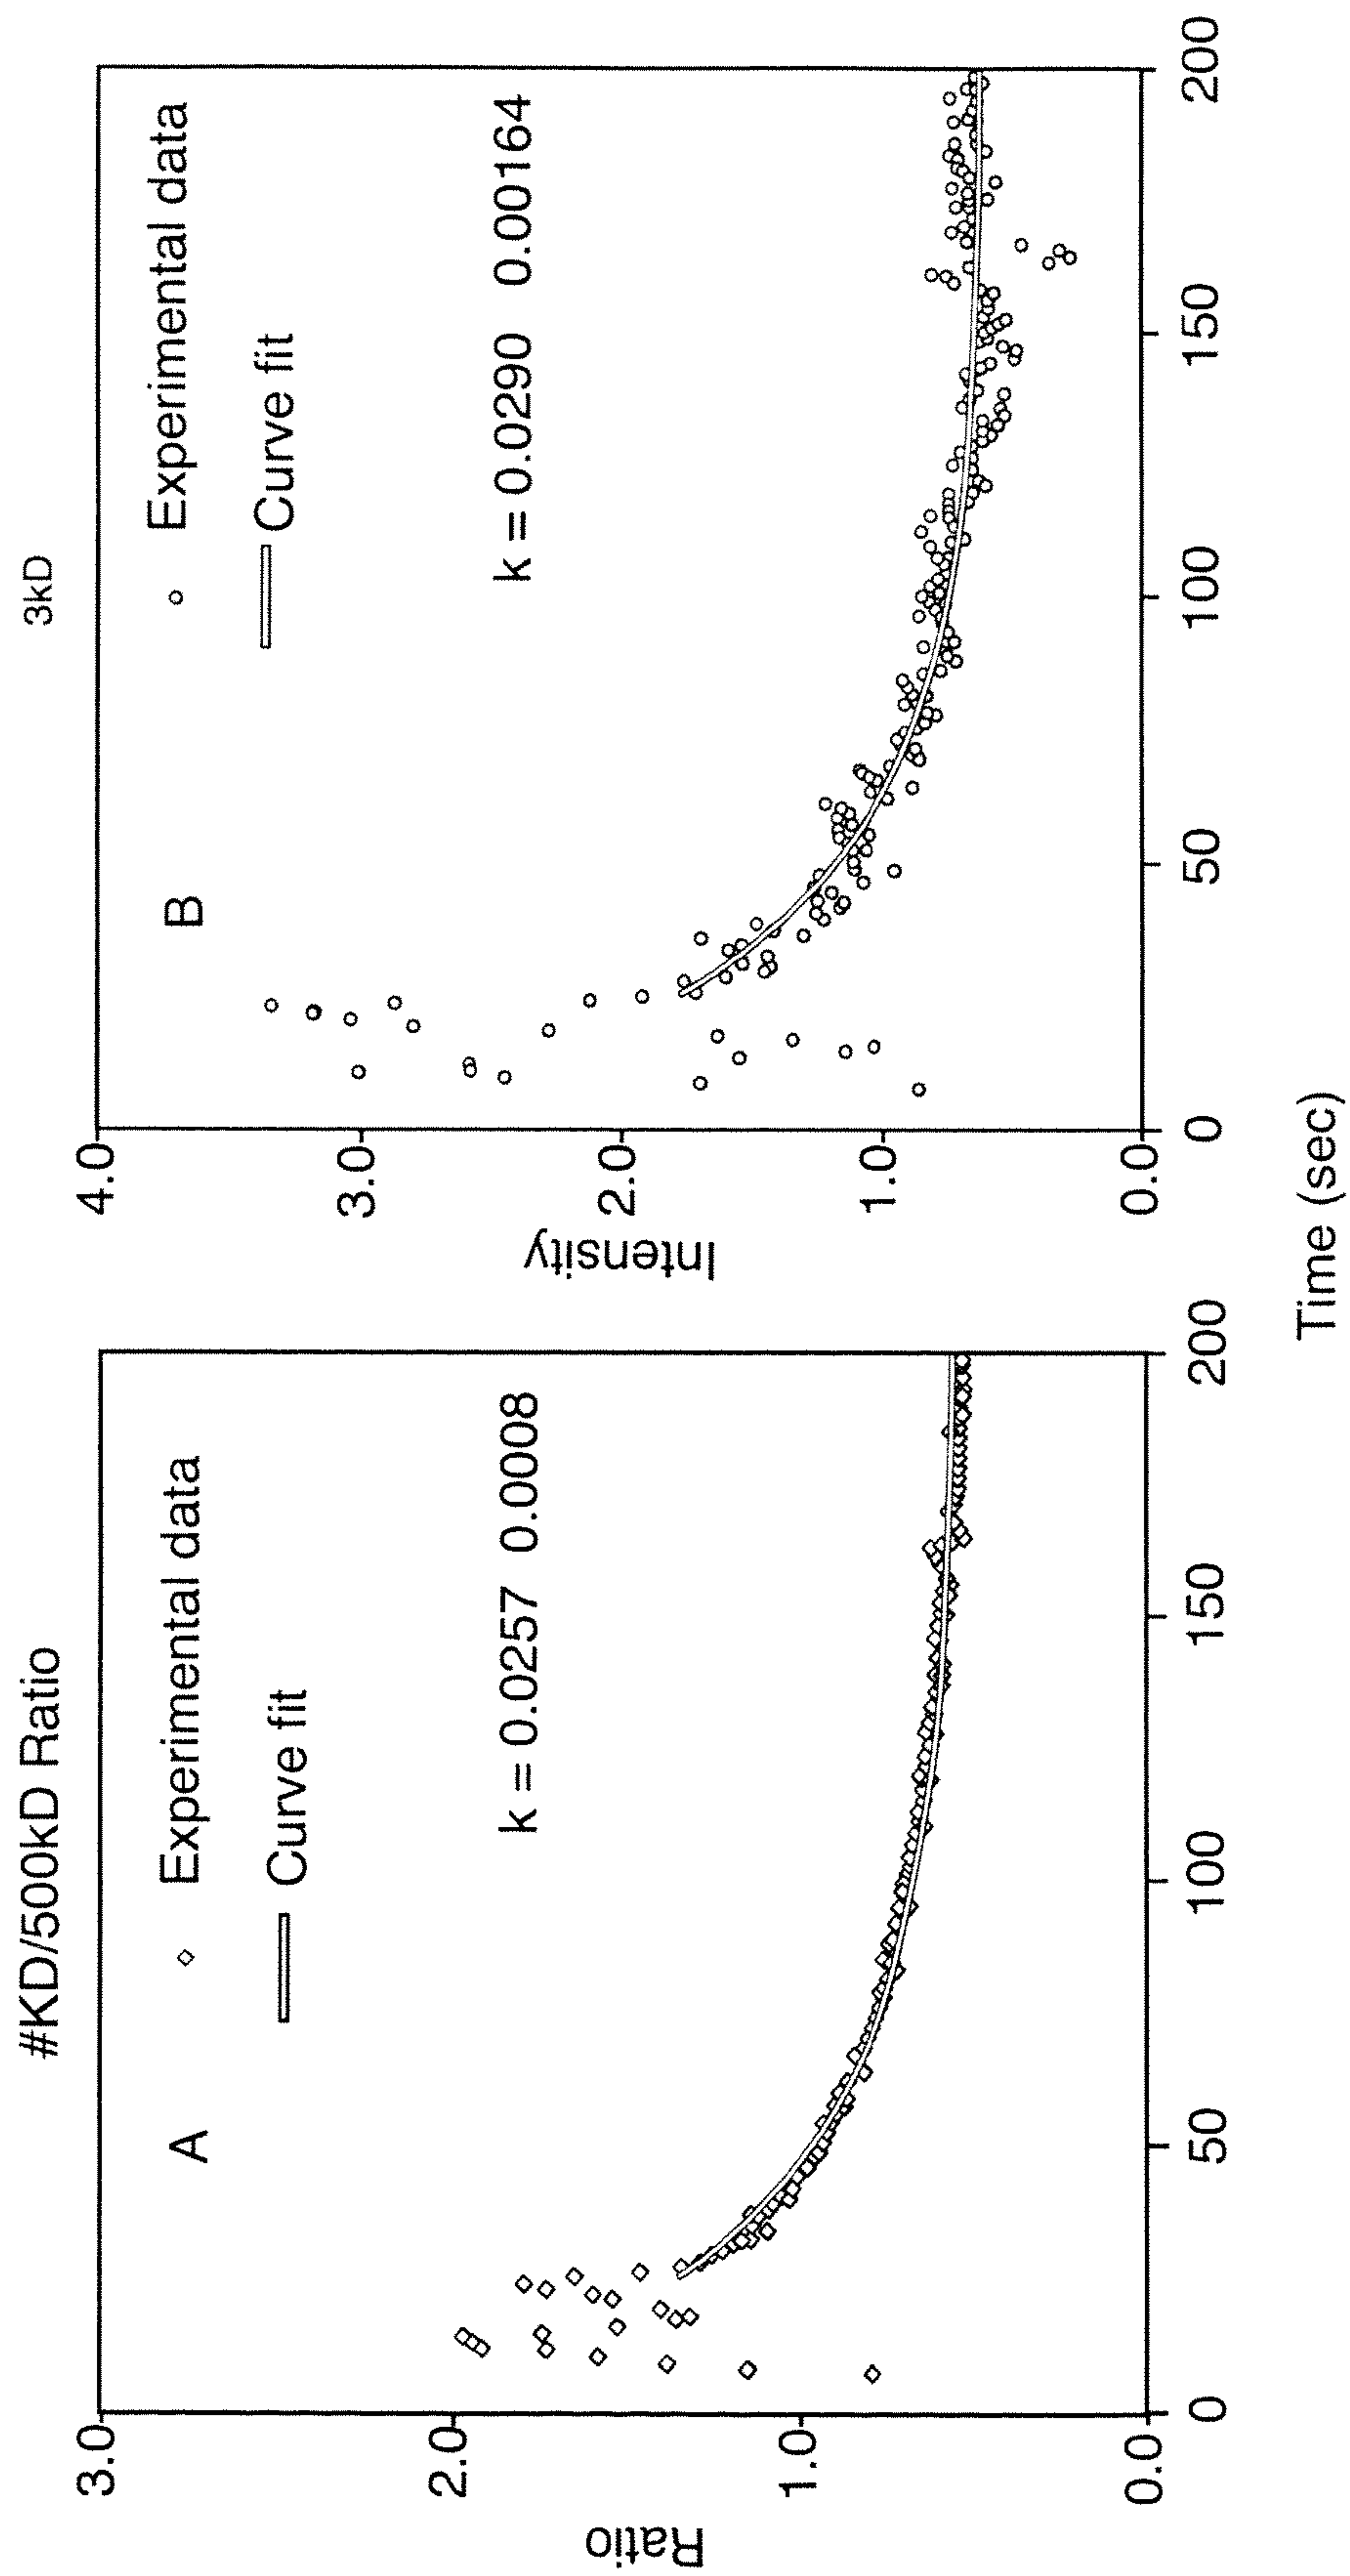 #KD/500kD Ratio
A
Experimental data
Curve fit
k = 0.0257 0.0008
Ratio
3.0
2.0
1.0
0.0
0
50
100
150
200
3kD
B
Experimental data
Curve fit
k = 0.0290 0.00164
Intensity
4.0
3.0
2.0
1.0
0.0
0
50
100
150
200
Time (sec)